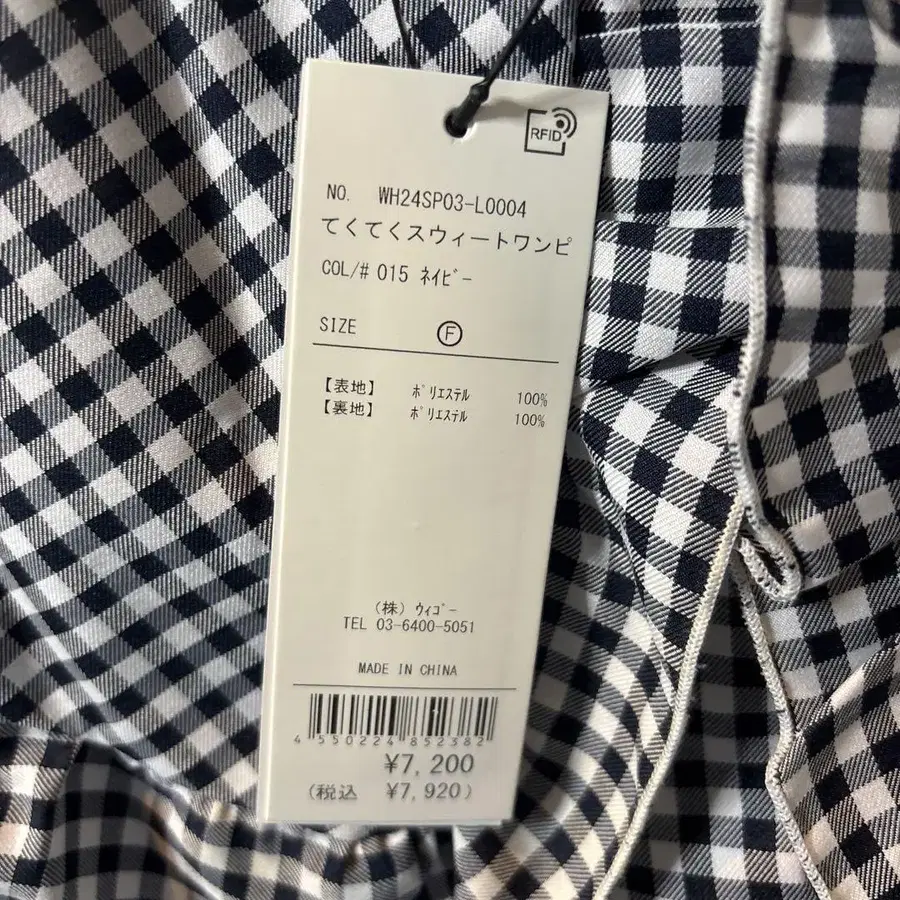 RFID
NO. WH24SP03-L0004
てくてくスウィートワンピ
COL/# 015 ﾈｲﾋﾞｰ
SIZE Ⓕ
【表地】 ﾎﾟﾘｴｽﾃﾙ 100%
【裏地】 ﾎﾟﾘｴｽﾃﾙ 100%
(株) ｳｨｺﾞｰ
TEL 03-6400-5051
MADE IN CHINA
4 550224 852382
¥7,200
(税込 ¥7,920)